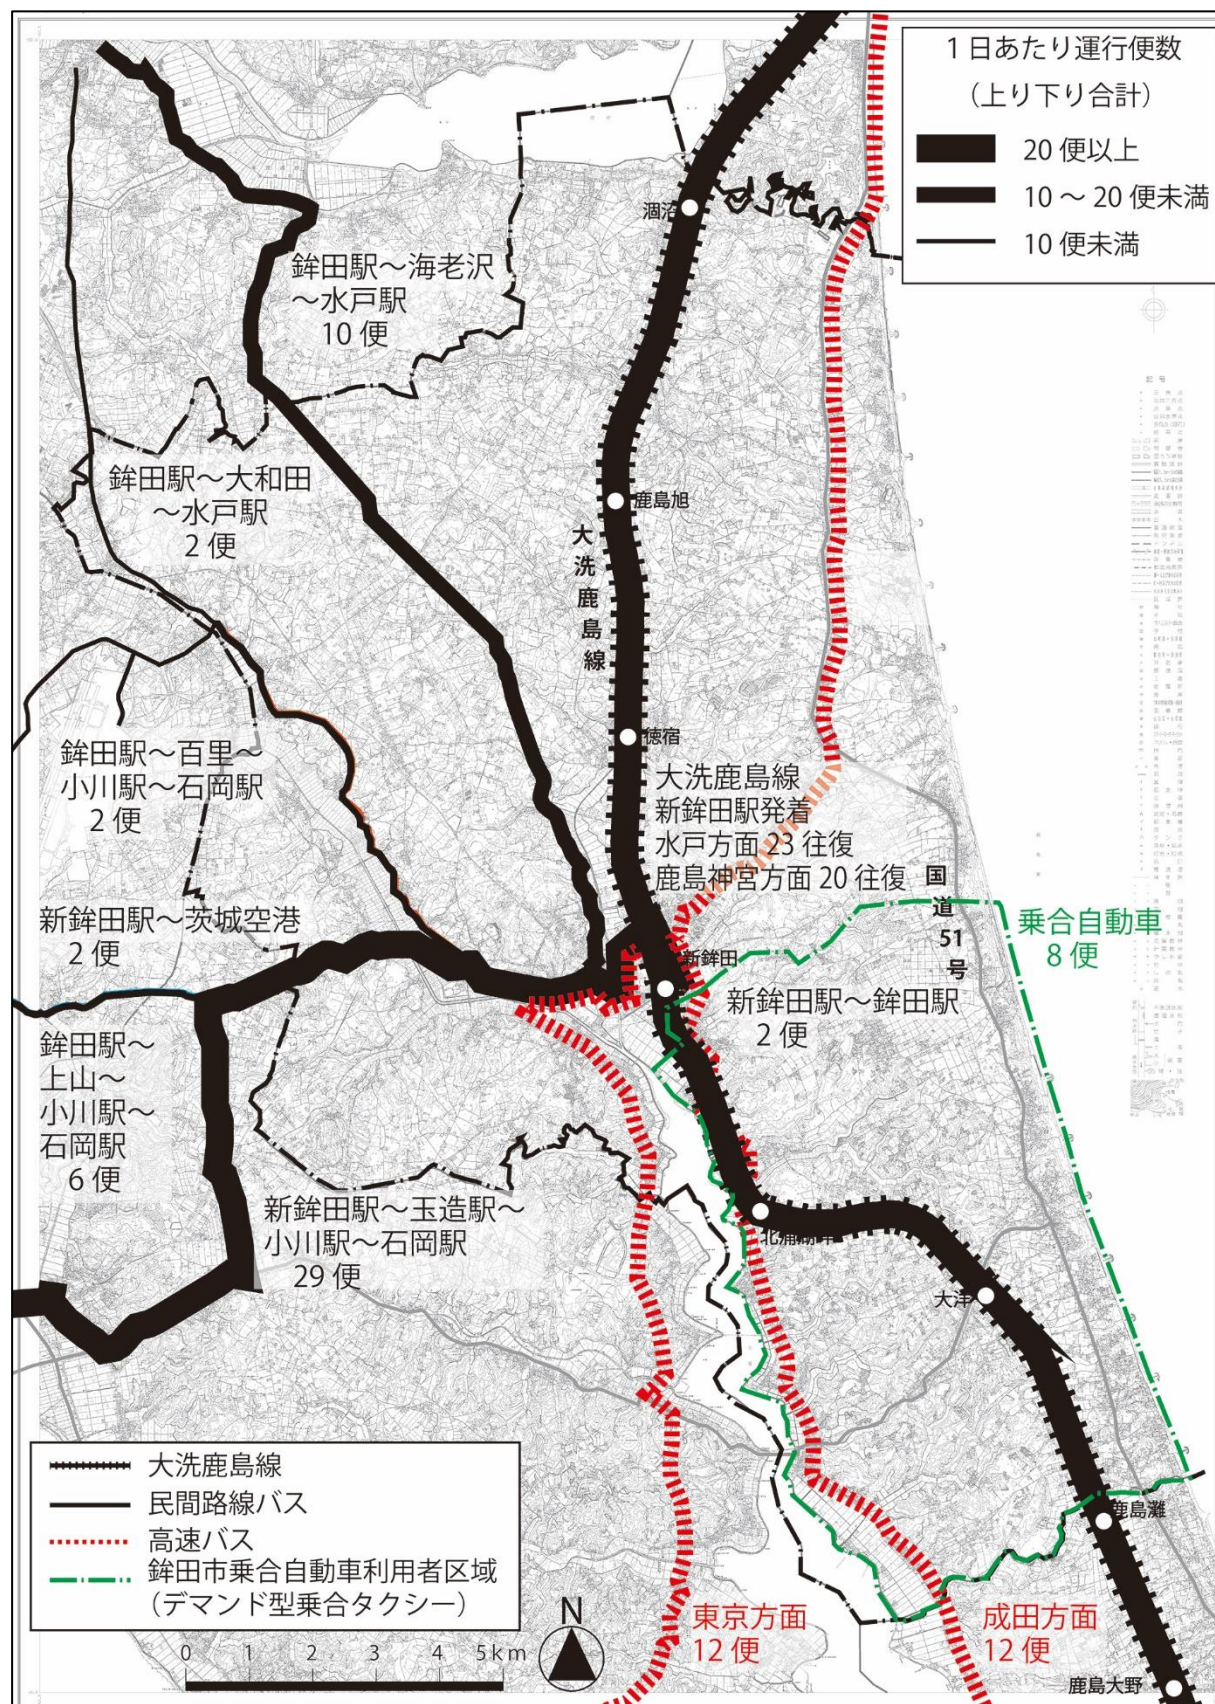 1日あたり運行便数
（上り下り合計）
20便以上
10～20便未満
10便未満
涸沼
鉾田駅～海老沢
～水戸駅
10便
鉾田駅～大和田
～水戸駅
2便
鹿島旭
大洗鹿島線
徳宿
鉾田駅～百里～
小川駅～石岡駅
2便
大洗鹿島線
新鉾田駅発着
水戸方面 23往復
鹿島神宮方面 20往復
国道51号
乗合自動車
8便
新鉾田駅～茨城空港
2便
新鉾田
新鉾田駅～鉾田駅
2便
鉾田駅～
上山～
小川駅～
石岡駅
6便
新鉾田駅～玉造駅～
小川駅～石岡駅
29便
北浦湖岸
大洋
記号
大洗鹿島線
民間路線バス
高速バス
鉾田市乗合自動車利用者区域
（デマンド型乗合タクシー）
鹿島灘
0 1 2 3 4 5km
N
東京方面
12便
成田方面
12便
鹿島大野